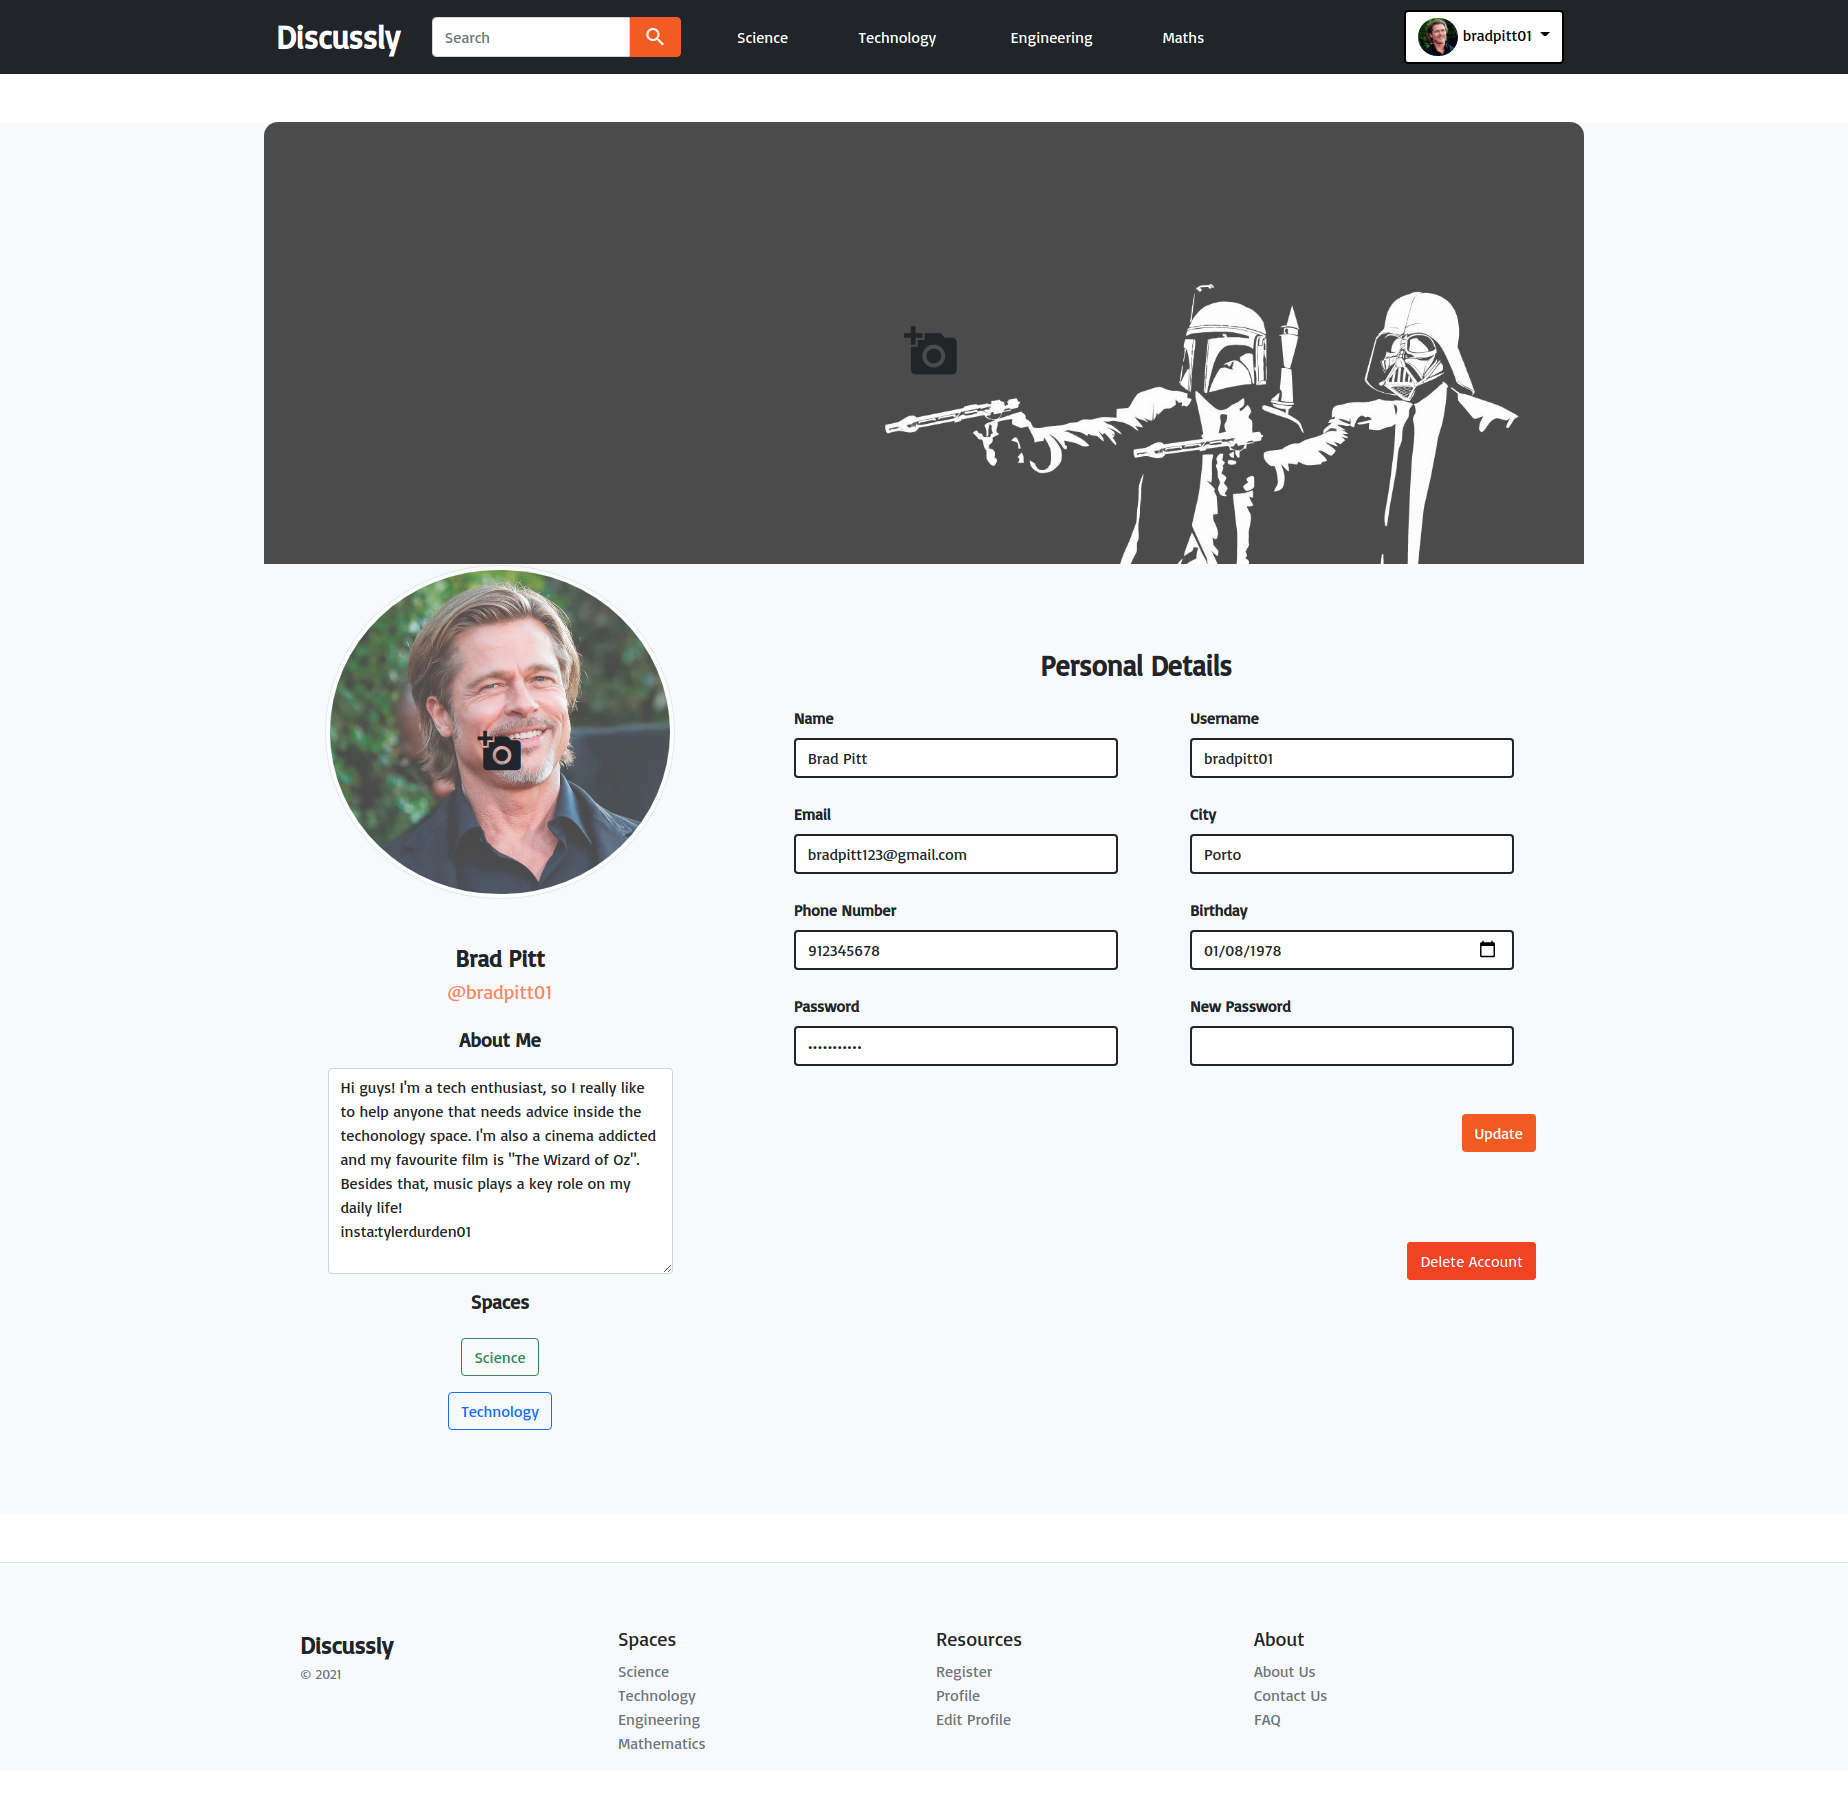 Discussly
Search
Science
Technology
Engineering
Maths
bradpitt01
Brad Pitt
@bradpitt01
About Me
Hi guys! I'm a tech enthusiast, so I really like
to help anyone that needs advice inside the
techonology space. I'm also a cinema addicted
and my favourite film is "The Wizard of Oz".
Besides that, music plays a key role on my
daily life!
insta:tylerdurden01
Spaces
Science
Technology
Personal Details
Name
Brad Pitt
Username
bradpitt01
Email
bradpitt123@gmail.com
City
Porto
Phone Number
912345678
Birthday
01/08/1978
Password
...........
New Password
Update
Delete Account
Discussly
© 2021
Spaces
Science
Technology
Engineering
Mathematics
Resources
Register
Profile
Edit Profile
About
About Us
Contact Us
FAQ